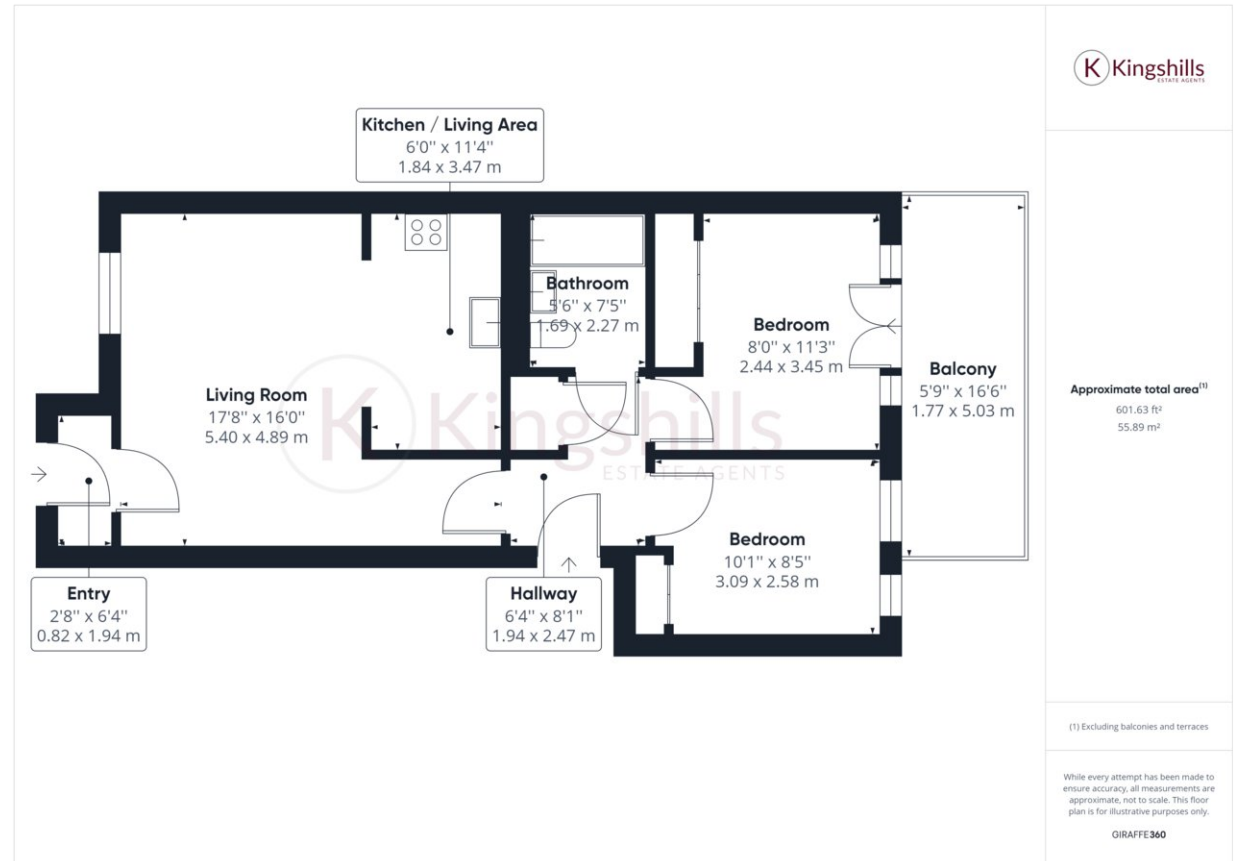 K Kingshills
ESTATE AGENTS
Kitchen / Living Area
6'0" x 11'4"
1.84 x 3.47 m
Bathroom
5'6" x 7'5"
1.69 x 2.27 m
Bedroom
8'0" x 11'3"
2.44 x 3.45 m
Balcony
5'9" x 16'6"
1.77 x 5.03 m
Living Room
17'8" x 16'0"
5.40 x 4.89 m
K Kingshills
ESTATE AGENTS
Bedroom
10'1" x 8'5"
3.09 x 2.58 m
Entry
2'8" x 6'4"
0.82 x 1.94 m
Hallway
6'4" x 8'1"
1.94 x 2.47 m
Approximate total area(1)
601.63 ft²
55.89 m²
(1) Excluding balconies and terraces
While every attempt has been made to
ensure accuracy, all measurements are
approximate, not to scale. This floor
plan is for illustrative purposes only.
GIRAFFE360